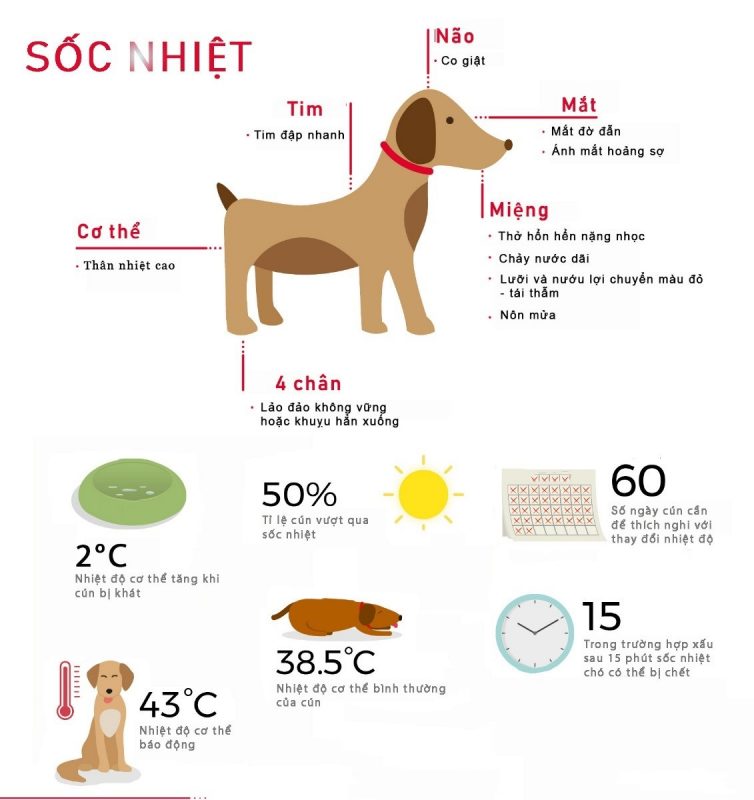 SỐC NHIỆT
Não
• Co giật
Tim
• Tim đập nhanh
Mắt
• Mắt đờ đẫn
• Ánh mắt hoảng sợ
Cơ thể
• Thân nhiệt cao
Miệng
• Thở hổn hển nặng nhọc
• Chảy nước dãi
• Lưỡi và nướu lợi chuyển màu đỏ
- tái thẫm
• Nôn mửa
4 chân
• Lảo đảo không vững
hoặc khuỵu hẳn xuống
2°C
Nhiệt độ cơ thể tăng khi
cún bị khát
50%
Tỉ lệ cún vượt qua
sốc nhiệt
60
Số ngày cún cần
để thích nghi với
thay đổi nhiệt độ
43°C
Nhiệt độ cơ thể
báo động
38.5°C
Nhiệt độ cơ thể bình thường
của cún
15
Trong trường hợp xấu
sau 15 phút sốc nhiệt
chó có thể bị chết